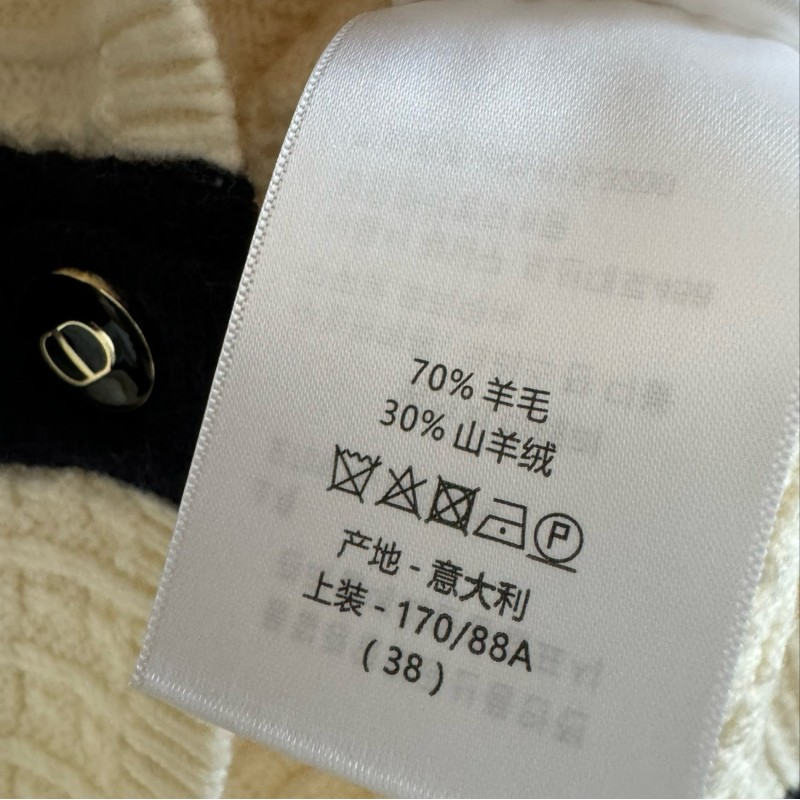 70% 羊毛
30% 山羊绒
P
产地 - 意大利
上装 - 170/88A
( 38 )